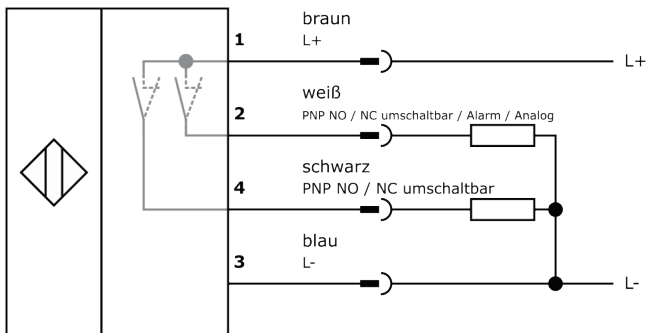 braun
1
L+
L+
weiß
2
PNP NO / NC umschaltbar / Alarm / Analog
schwarz
4
PNP NO / NC umschaltbar
blau
3
L-
L-